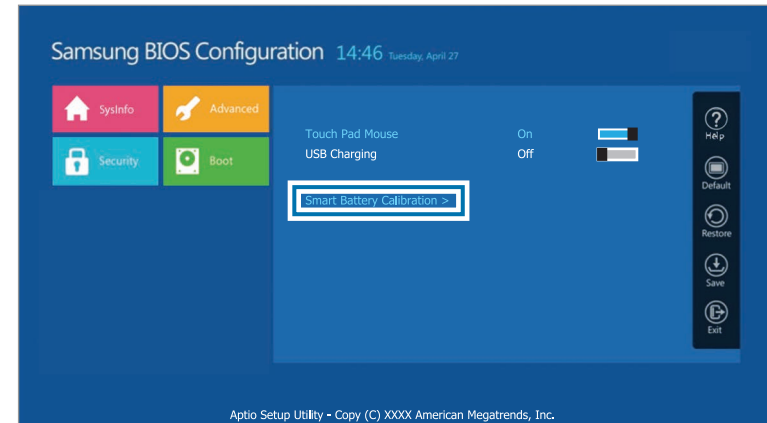 Samsung BIOS Configuration 14:46 Tuesday, April 27
SysInfo
Advanced
Security
Boot
Touch Pad Mouse On
USB Charging Off
Smart Battery Calibration >
Help
Default
Restore
Save
Exit
Aptio Setup Utility - Copy (C) XXXX American Megatrends, Inc.